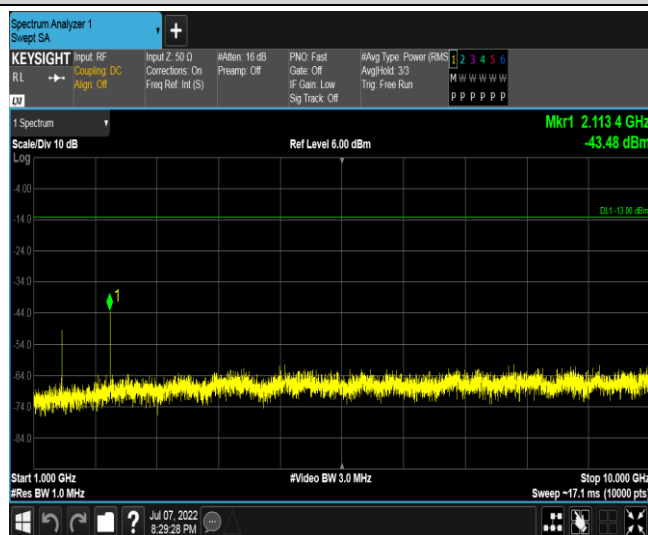 Spectrum Analyzer 1
Swept SA
KEYSIGHT
RL
LXI
Input: RF
Coupling: DC
Align: Off
Input Z: 50 Ω
Corrections: On
Freq Ref: Int (S)
#Atten: 16 dB
Preamp: Off
PNO: Fast
Gate: Off
IF Gain: Low
Sig Track: Off
#Avg Type: Power (RMS
Avg|Hold: 3/3
Trig: Free Run
1 2 3 4 5 6
M W W W W W
P P P P P P
1 Spectrum
Mkr1 2.113 4 GHz
Scale/Div 10 dB
Ref Level 6.00 dBm
-43.48 dBm
Log
-4.00
DL1 -13.00 dBm
-14.0
-24.0
-34.0
1
-44.0
-54.0
-64.0
-74.0
-84.0
Start 1.000 GHz
#Video BW 3.0 MHz
Stop 10.000 GHz
#Res BW 1.0 MHz
Sweep ~17.1 ms (10000 pts)
?
Jul 07, 2022
8:29:28 PM